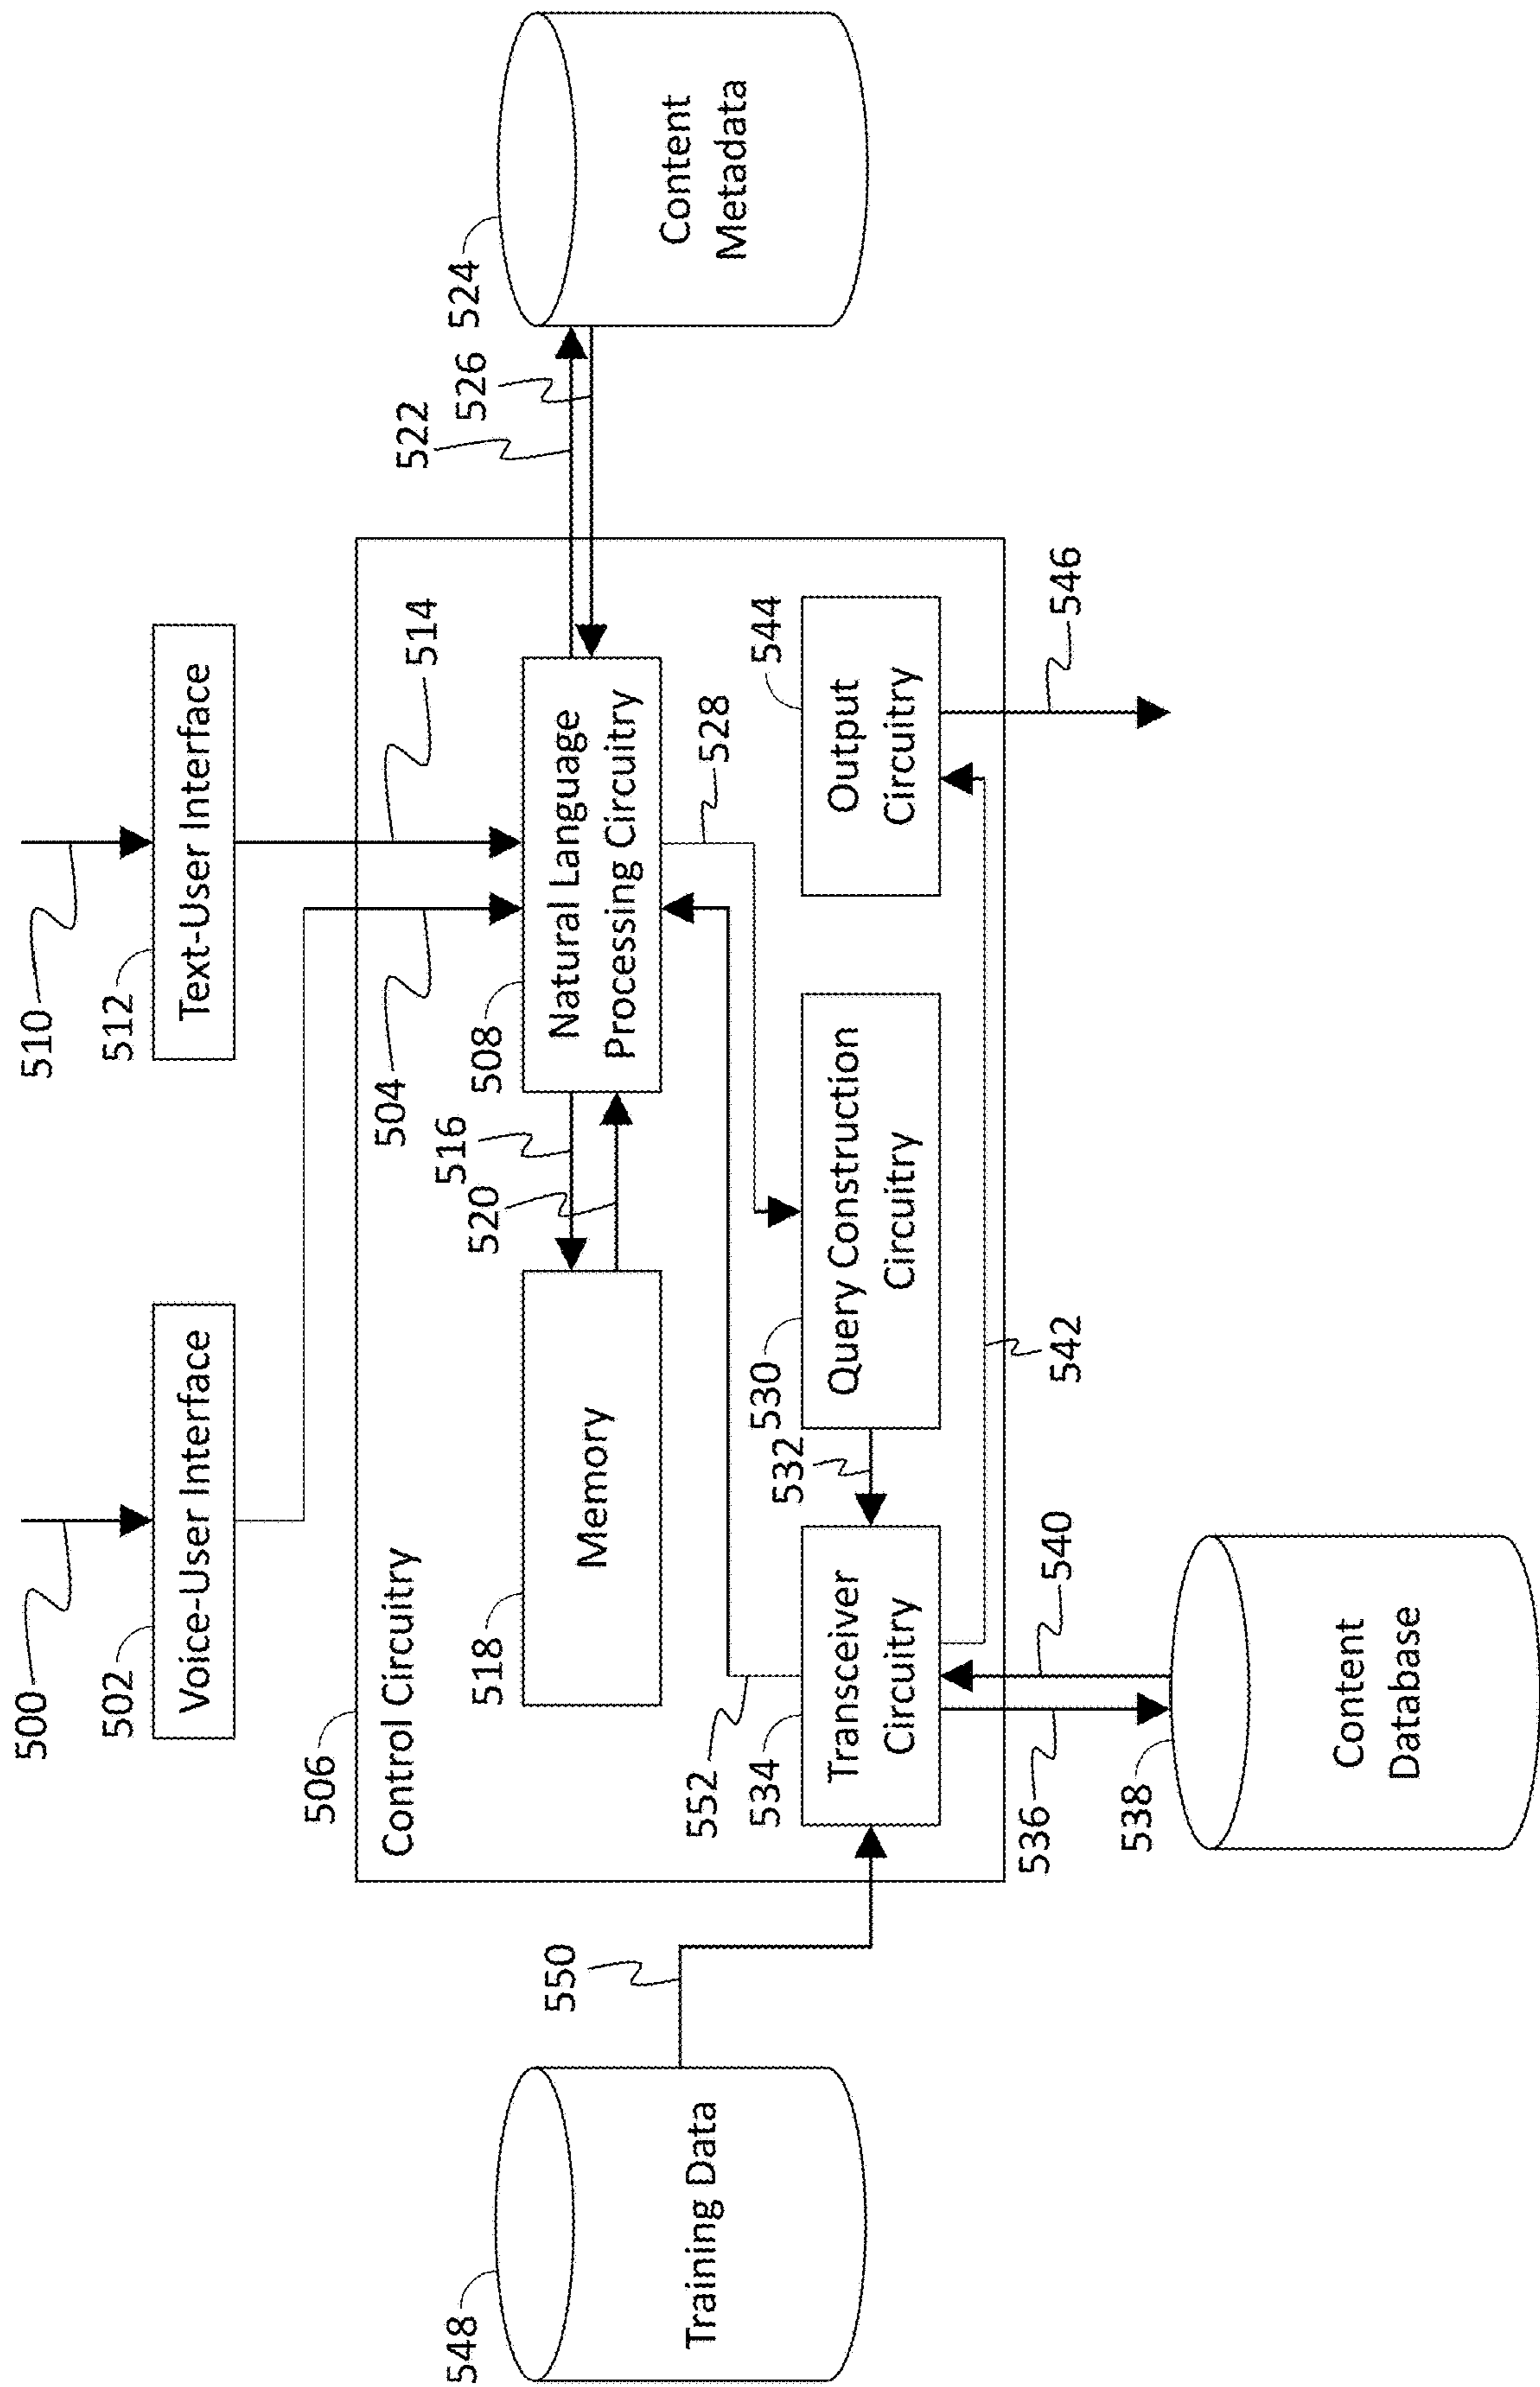 500
510
502
Voice-User Interface
512
Text-User Interface
506
Control Circuitry
504
514
522
526
524
Content
Metadata
548
Training Data
550
518
Memory
516
520
508
Natural Language
Processing Circuitry
528
552
534
Transceiver
Circuitry
532
530
Query Construction
Circuitry
544
Output
Circuitry
536
540
542
546
538
Content
Database